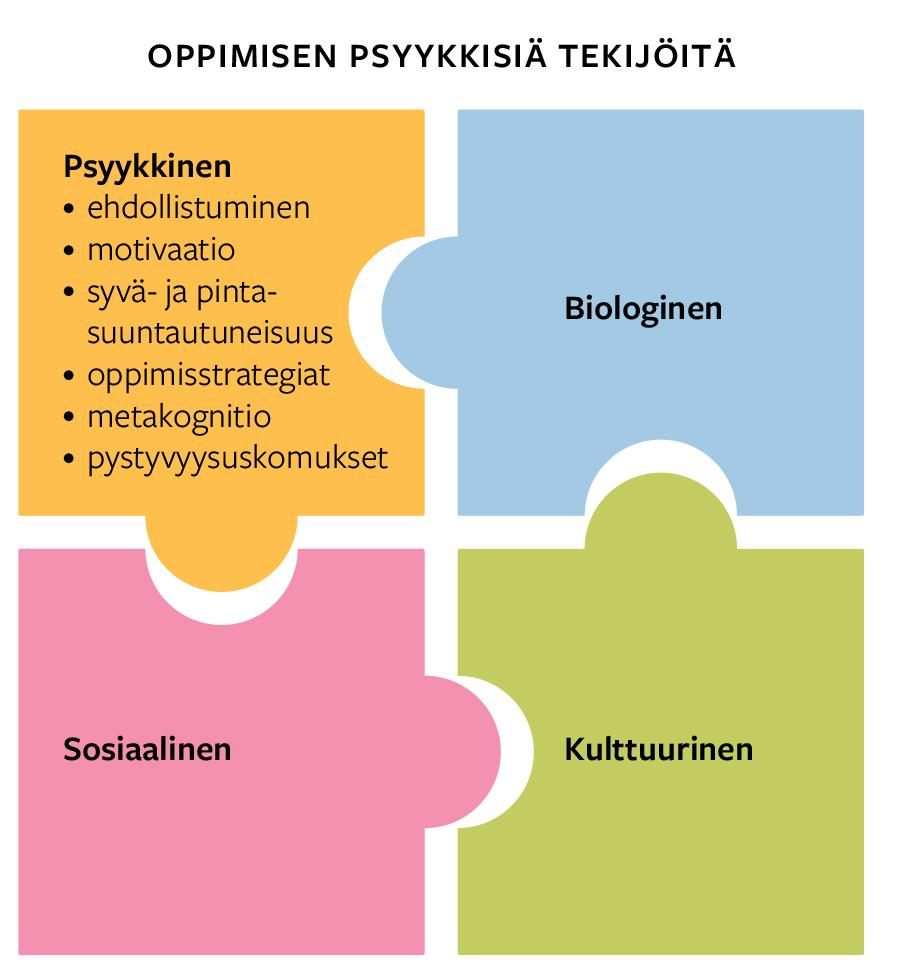 OPPIMISEN PSYYKKISIÄ TEKIJÖITÄ
Psyykkinen
• ehdollistuminen
• motivaatio
• syvä- ja pinta-
suuntautuneisuus
• oppimisstrategiat
• metakognitio
• pystyvyysuskomukset
Biologinen
Sosiaalinen
Kulttuurinen